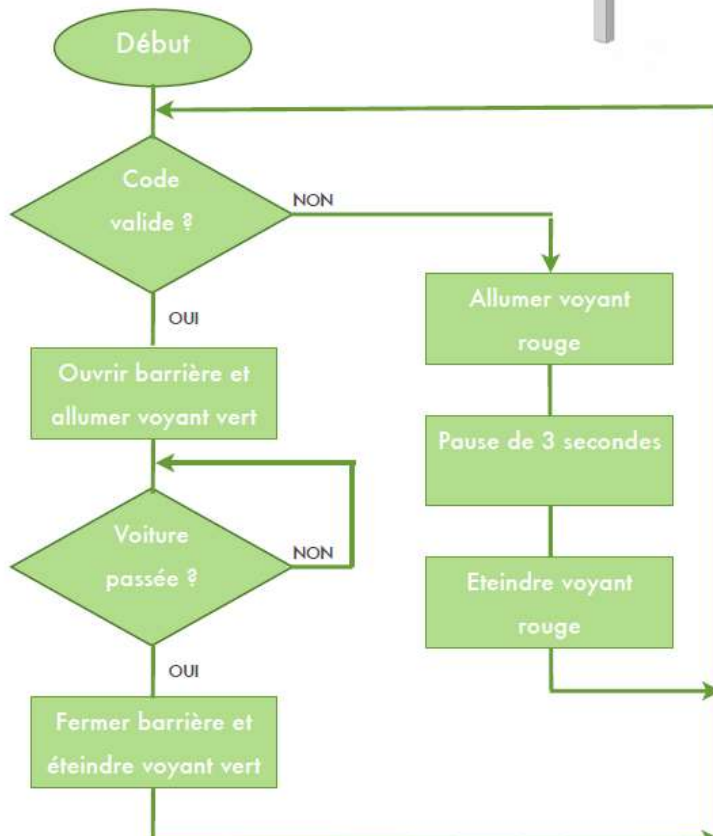 Début
Code
valide ?
NON
OUI
Ouvrir barrière et
allumer voyant vert
Voiture
passée ?
NON
OUI
Fermer barrière et
éteindre voyant vert
Allumer voyant
rouge
Pause de 3 secondes
Eteindre voyant
rouge